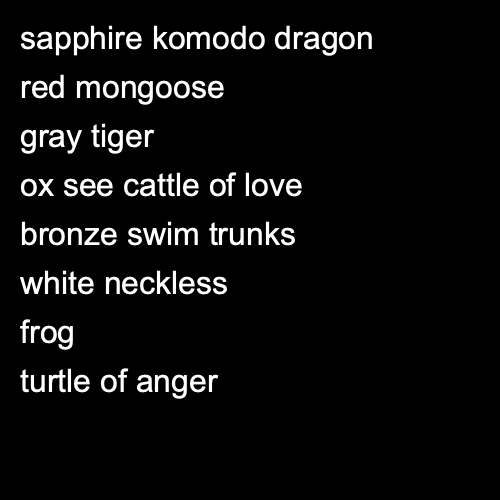 sapphire komodo dragon
red mongoose
gray tiger
ox see cattle of love
bronze swim trunks
white neckless
frog
turtle of anger